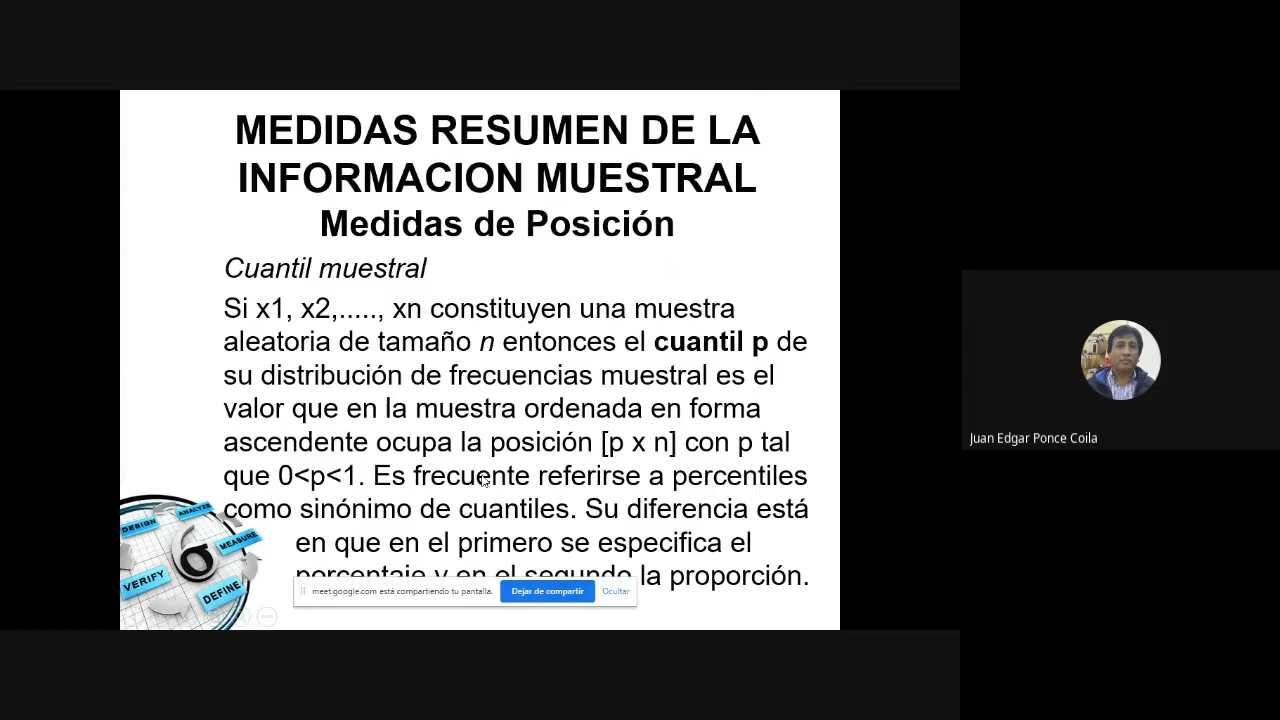 MEDIDAS RESUMEN DE LA
INFORMACION MUESTRAL
Medidas de Posición
Cuantil muestral
Si x1, x2,....., xn constituyen una muestra
aleatoria de tamaño n entonces el cuantil p de
su distribución de frecuencias muestral es el
valor que en la muestra ordenada en forma
ascendente ocupa la posición [p x n] con p tal
que 0<p<1. Es frecuente referirse a percentiles
como sinónimo de cuantiles. Su diferencia está
en que en el primero se especifica el
porcentaje y en el segundo la proporción.
DESIGN
ANALYZE
MEASURE
σ
VERIFY
DEFINE
meet.google.com está compartiendo tu pantalla.
Dejar de compartir
Ocultar
Juan Edgar Ponce Coila